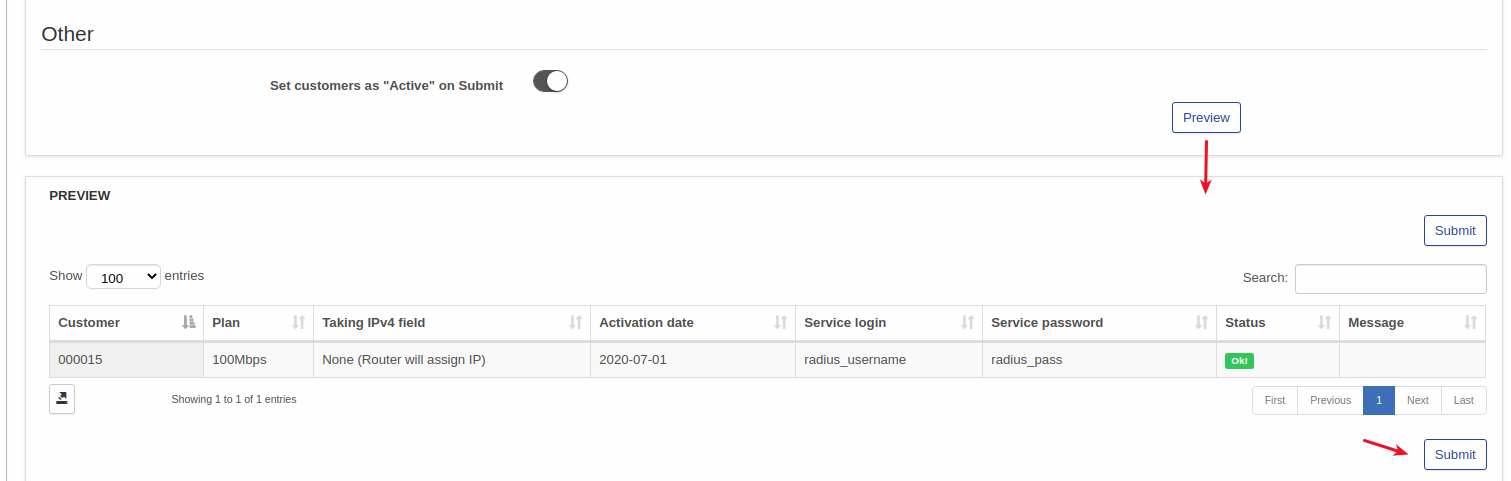 Other
Set customers as "Active" on Submit
Preview
PREVIEW
Submit
Show 100 entries Search:
Customer Plan Taking IPv4 field Activation date Service login Service password Status Message
000015 100Mbps None (Router will assign IP) 2020-07-01 radius_username radius_pass Ok!
Showing 1 to 1 of 1 entries First Previous 1 Next Last
Submit